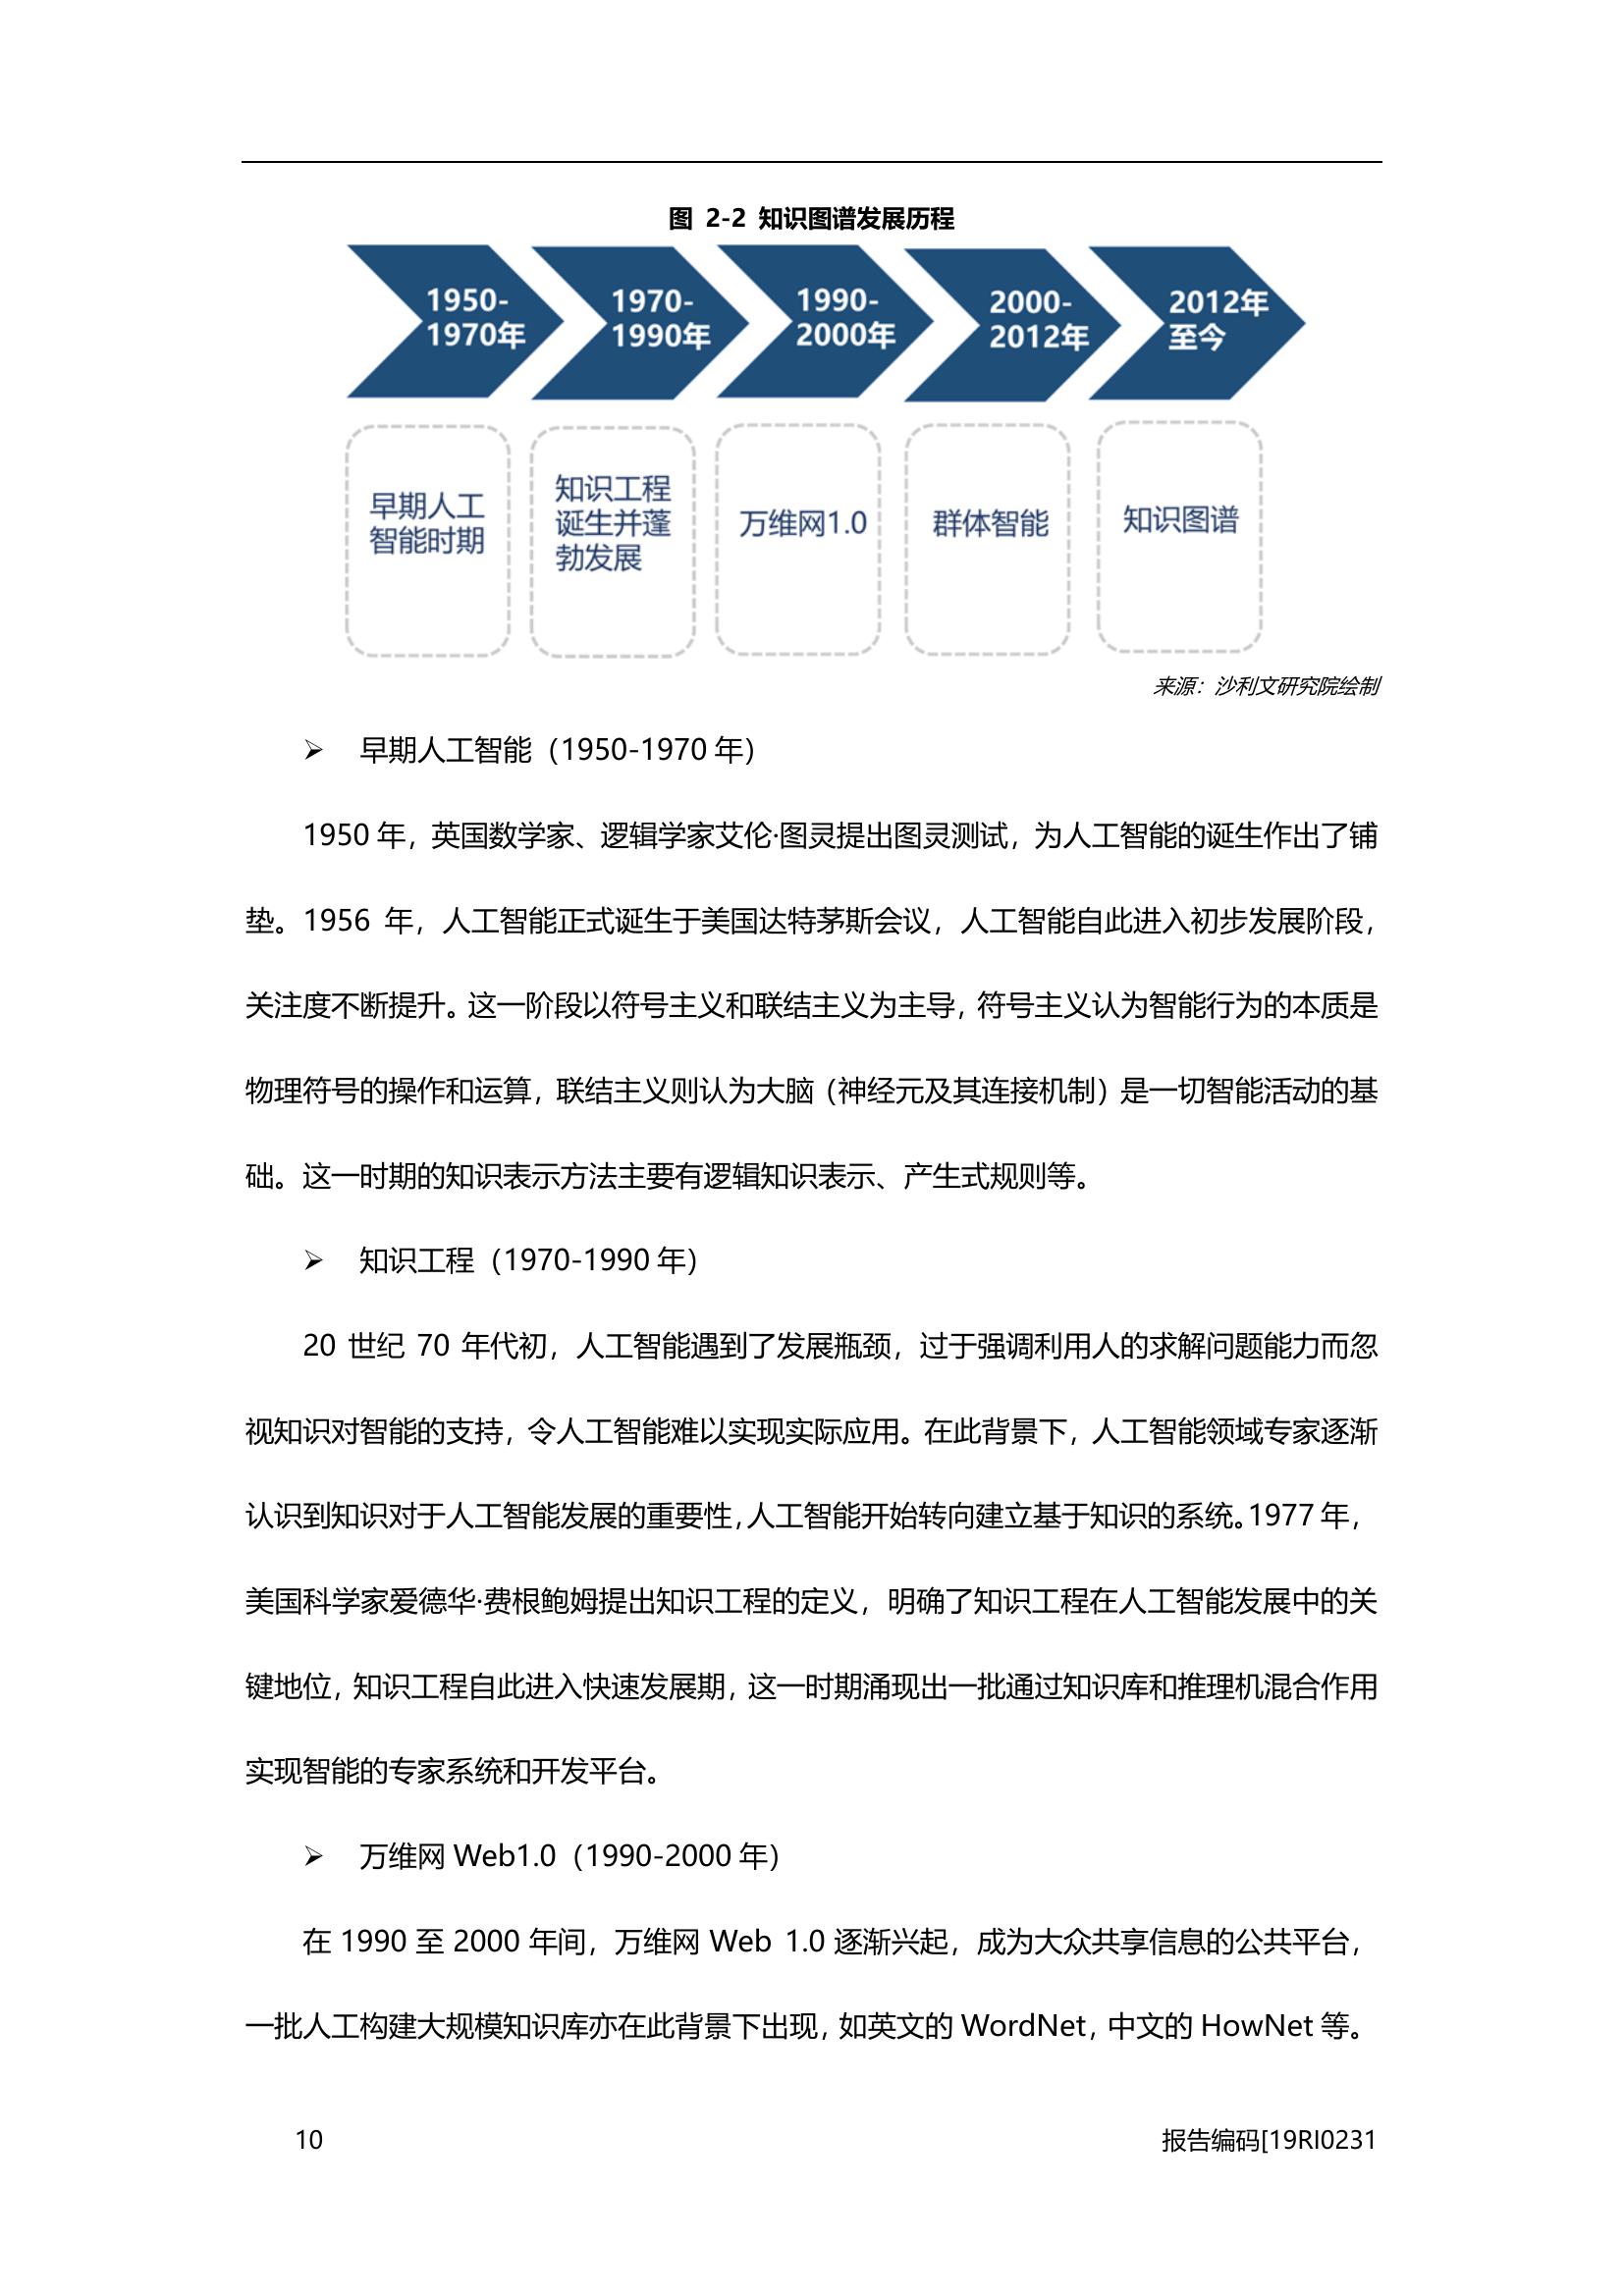 图 2-2 知识图谱发展历程
1950-
1970年
1970-
1990年
1990-
2000年
2000-
2012年
2012年
至今
早期人工
智能时期
知识工程
诞生并蓬
勃发展
万维网1.0
群体智能
知识图谱
来源：沙利文研究院绘制
➢ 早期人工智能（1950-1970 年）
1950 年，英国数学家、逻辑学家艾伦·图灵提出图灵测试，为人工智能的诞生作出了铺
垫。1956 年，人工智能正式诞生于美国达特茅斯会议，人工智能自此进入初步发展阶段，
关注度不断提升。这一阶段以符号主义和联结主义为主导，符号主义认为智能行为的本质是
物理符号的操作和运算，联结主义则认为大脑（神经元及其连接机制）是一切智能活动的基
础。这一时期的知识表示方法主要有逻辑知识表示、产生式规则等。
➢ 知识工程（1970-1990 年）
20 世纪 70 年代初，人工智能遇到了发展瓶颈，过于强调利用人的求解问题能力而忽
视知识对智能的支持，令人工智能难以实现实际应用。在此背景下，人工智能领域专家逐渐
认识到知识对于人工智能发展的重要性，人工智能开始转向建立基于知识的系统。1977 年，
美国科学家爱德华·费根鲍姆提出知识工程的定义，明确了知识工程在人工智能发展中的关
键地位，知识工程自此进入快速发展期，这一时期涌现出一批通过知识库和推理机混合作用
实现智能的专家系统和开发平台。
➢ 万维网 Web1.0（1990-2000 年）
在 1990 至 2000 年间，万维网 Web 1.0 逐渐兴起，成为大众共享信息的公共平台，
一批人工构建大规模知识库亦在此背景下出现，如英文的 WordNet，中文的 HowNet 等。
10
报告编码[19RI0231